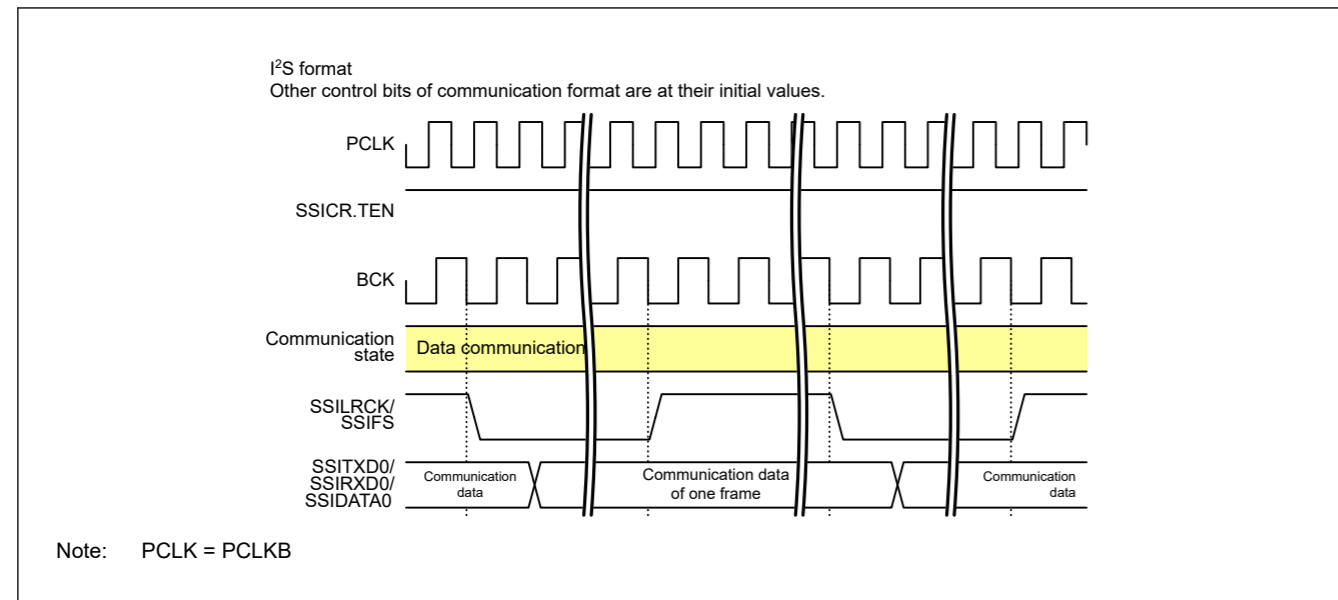 I²S format
Other control bits of communication format are at their initial values.
PCLK
SSICR.TEN
BCK
Communication
state
Data communication
SSILRCK/
SSIFS
SSITXD0/
SSIRXD0/
SSIDATA0
Communication
data
Communication data
of one frame
Communication
data
Note: PCLK = PCLKB